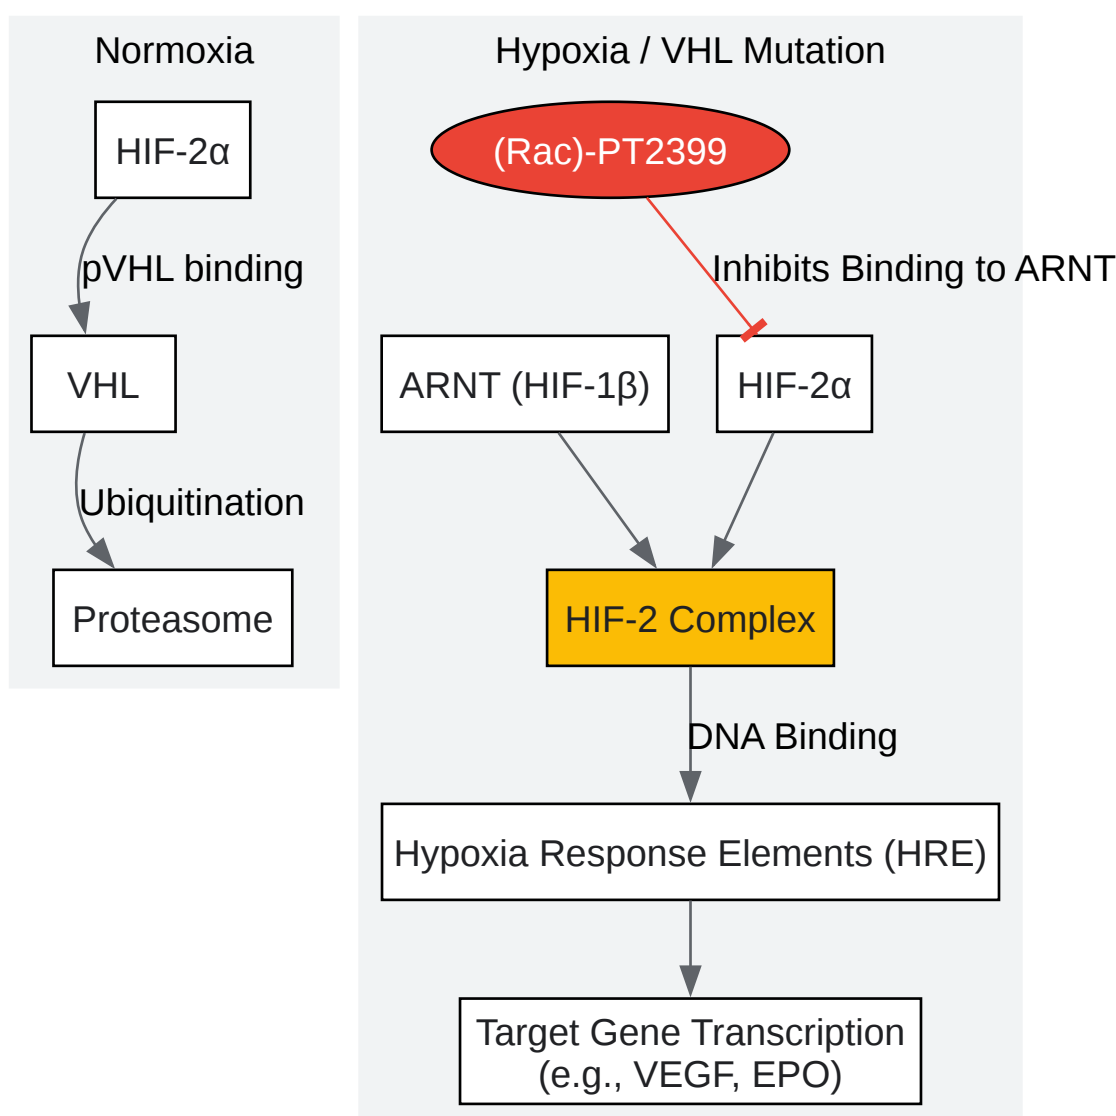 Normoxia
HIF-2α
pVHL binding
VHL
Ubiquitination
Proteasome
Hypoxia / VHL Mutation
(Rac)-PT2399
Inhibits Binding to ARNT
ARNT (HIF-1β)
HIF-2α
HIF-2 Complex
DNA Binding
Hypoxia Response Elements (HRE)
Target Gene Transcription
(e.g., VEGF, EPO)